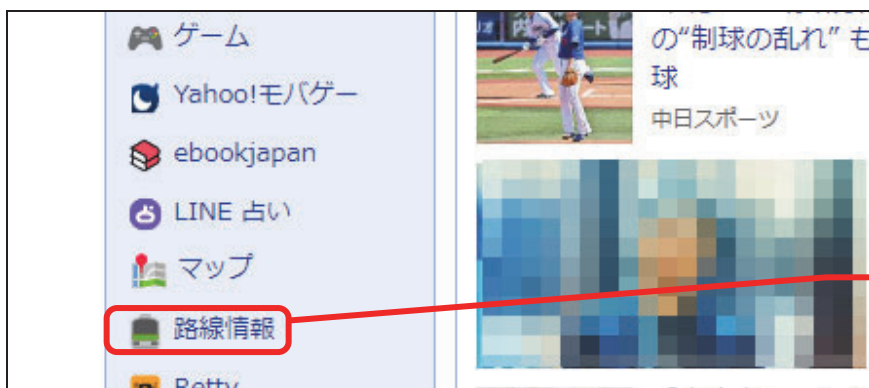 ゲーム
Yahoo!モバゲー
ebookjapan
LINE 占い
マップ
路線情報
Retty
の“制球の乱れ” も
球
中日スポーツ